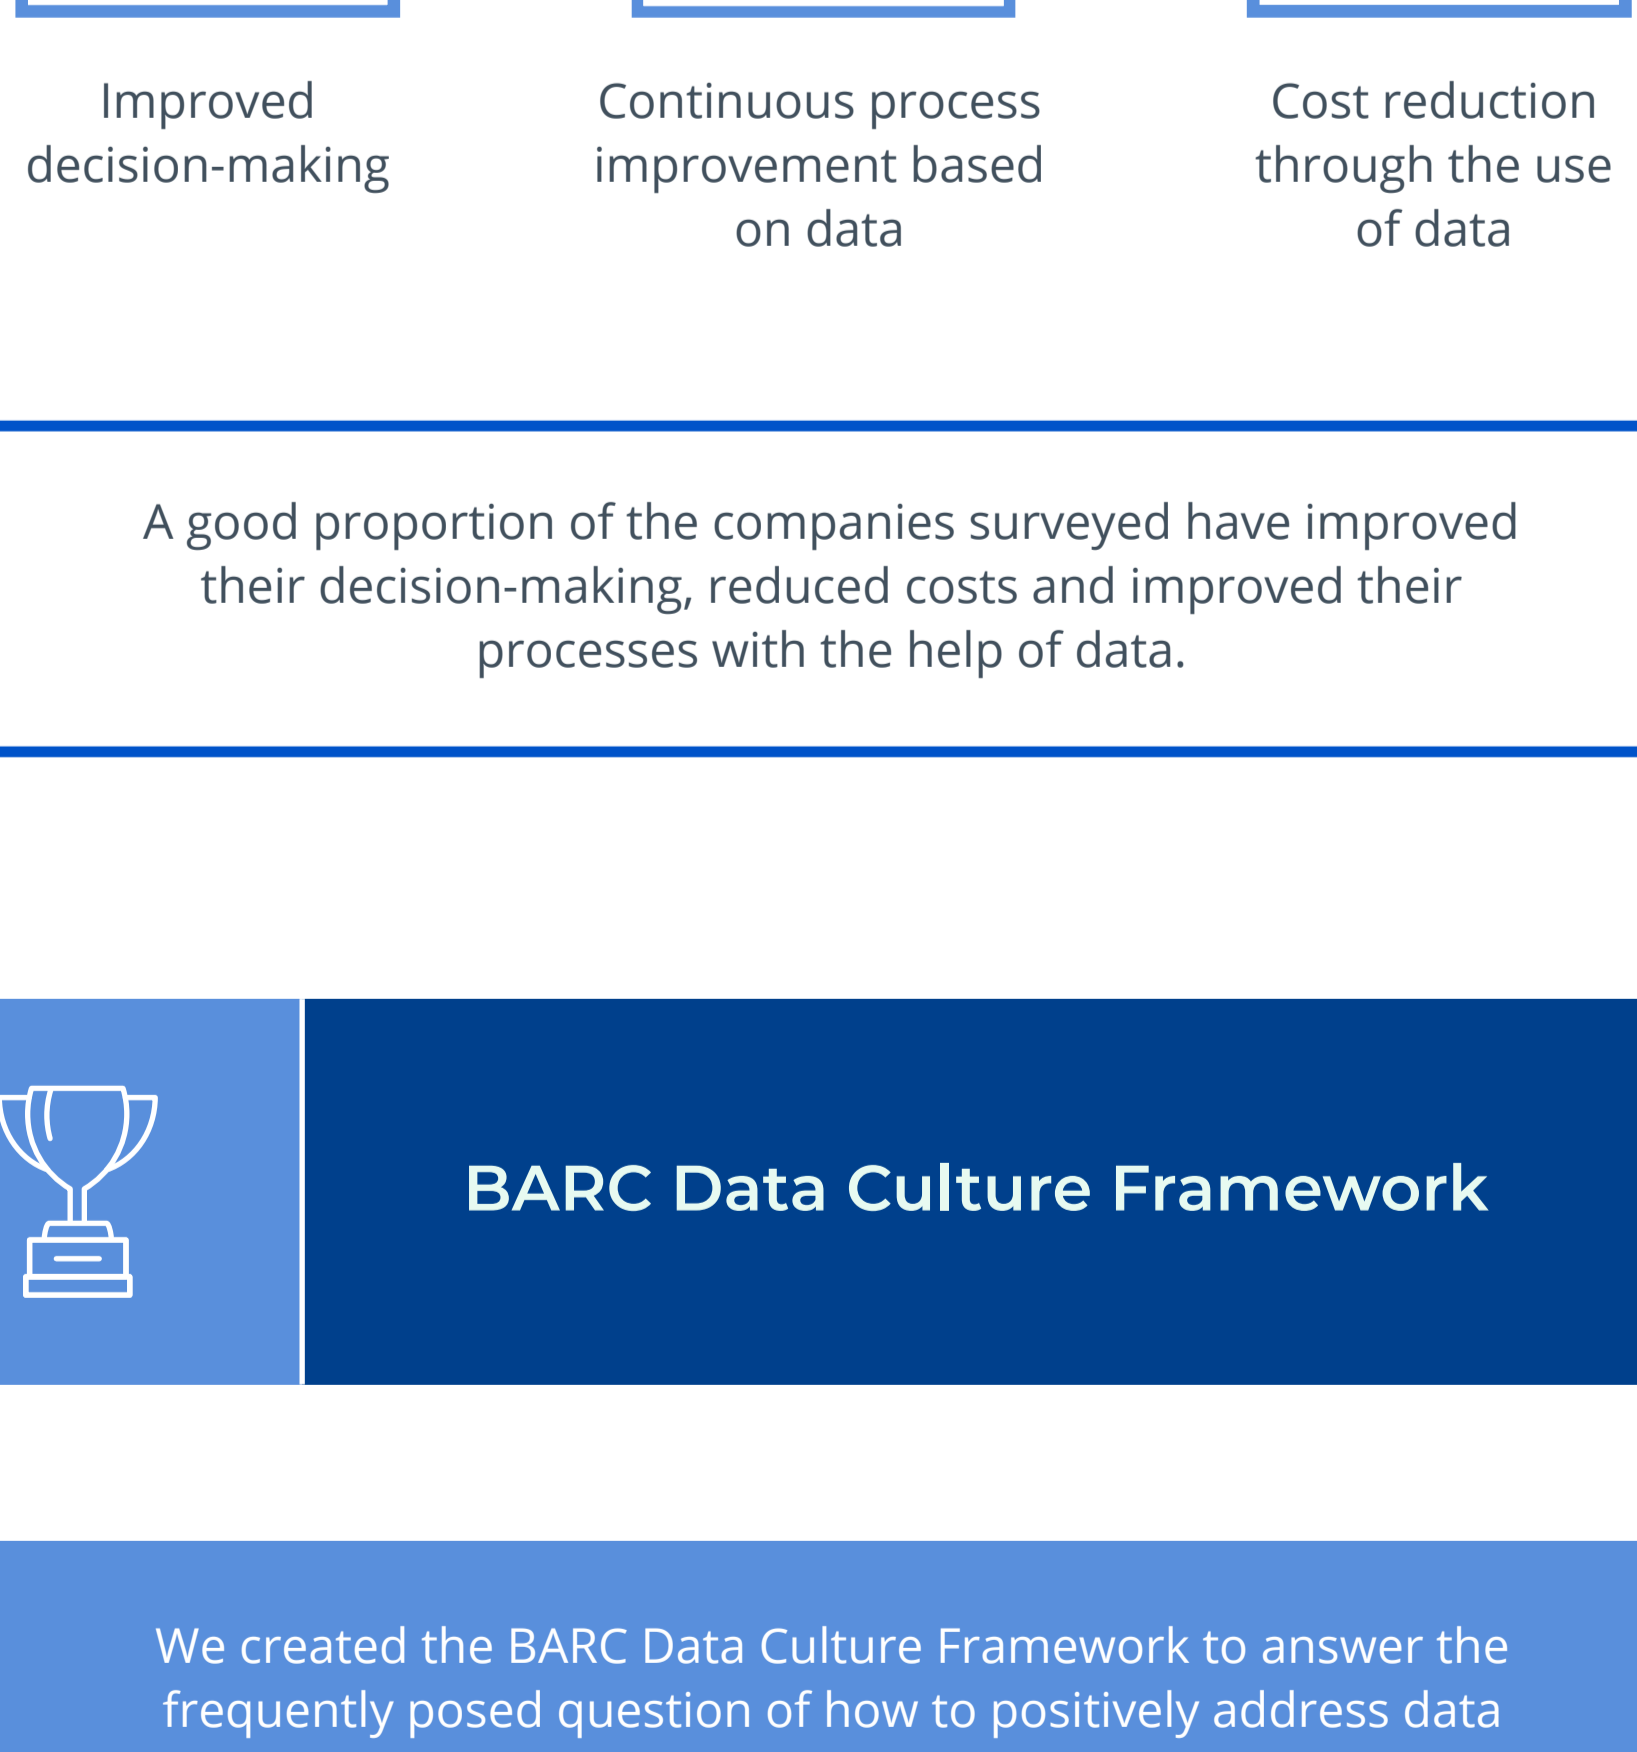 Improved
decision-making
Continuous process
improvement based
on data
Cost reduction
through the use
of data
A good proportion of the companies surveyed have improved
their decision-making, reduced costs and improved their
processes with the help of data.
BARC Data Culture Framework
We created the BARC Data Culture Framework to answer the
frequently posed question of how to positively address data